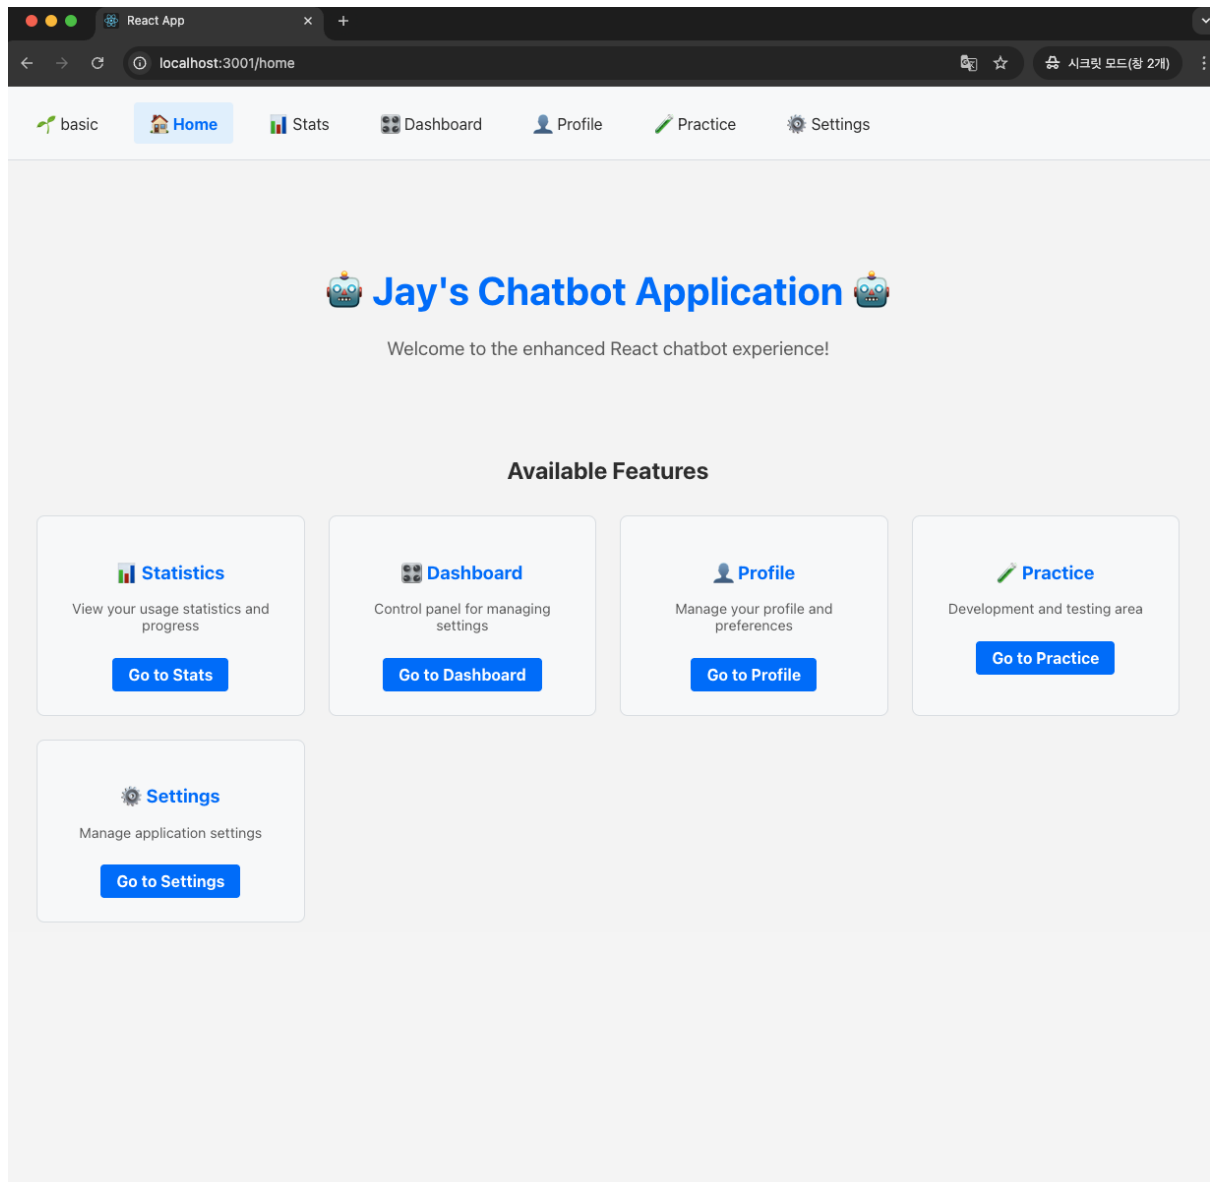 React App
localhost:3001/home
시크릿 모드(창 2개)
basic
Home
Stats
Dashboard
Profile
Practice
Settings
Jay's Chatbot Application
Welcome to the enhanced React chatbot experience!
Available Features
Statistics
View your usage statistics and
progress
Go to Stats
Dashboard
Control panel for managing
settings
Go to Dashboard
Profile
Manage your profile and
preferences
Go to Profile
Practice
Development and testing area
Go to Practice
Settings
Manage application settings
Go to Settings